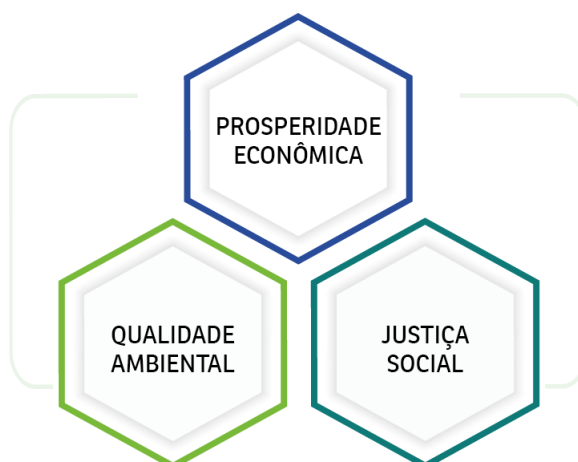 PROSPERIDADE
ECONÔMICA
QUALIDADE
AMBIENTAL
JUSTIÇA
SOCIAL